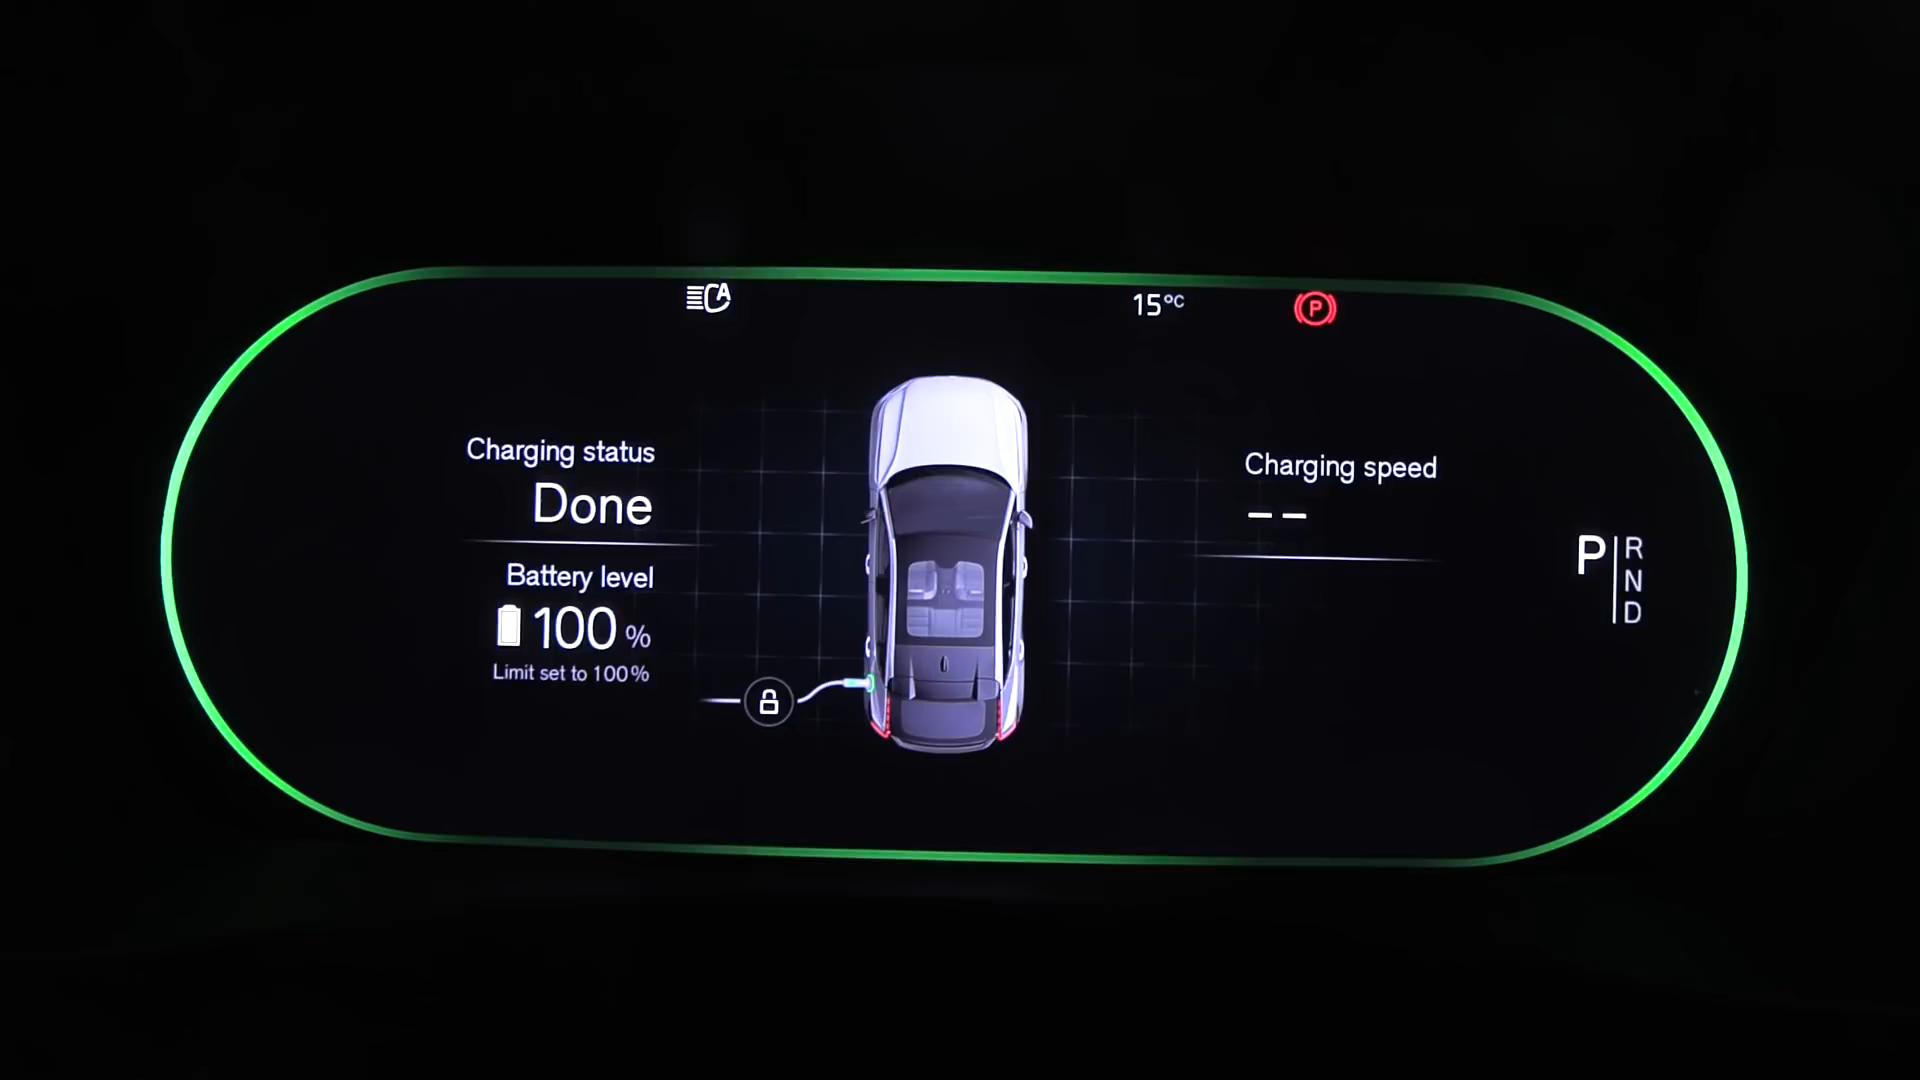 A
15°C
P
Charging status
Done
Battery level
100 %
Limit set to 100%
Charging speed
– –
P
R
N
D